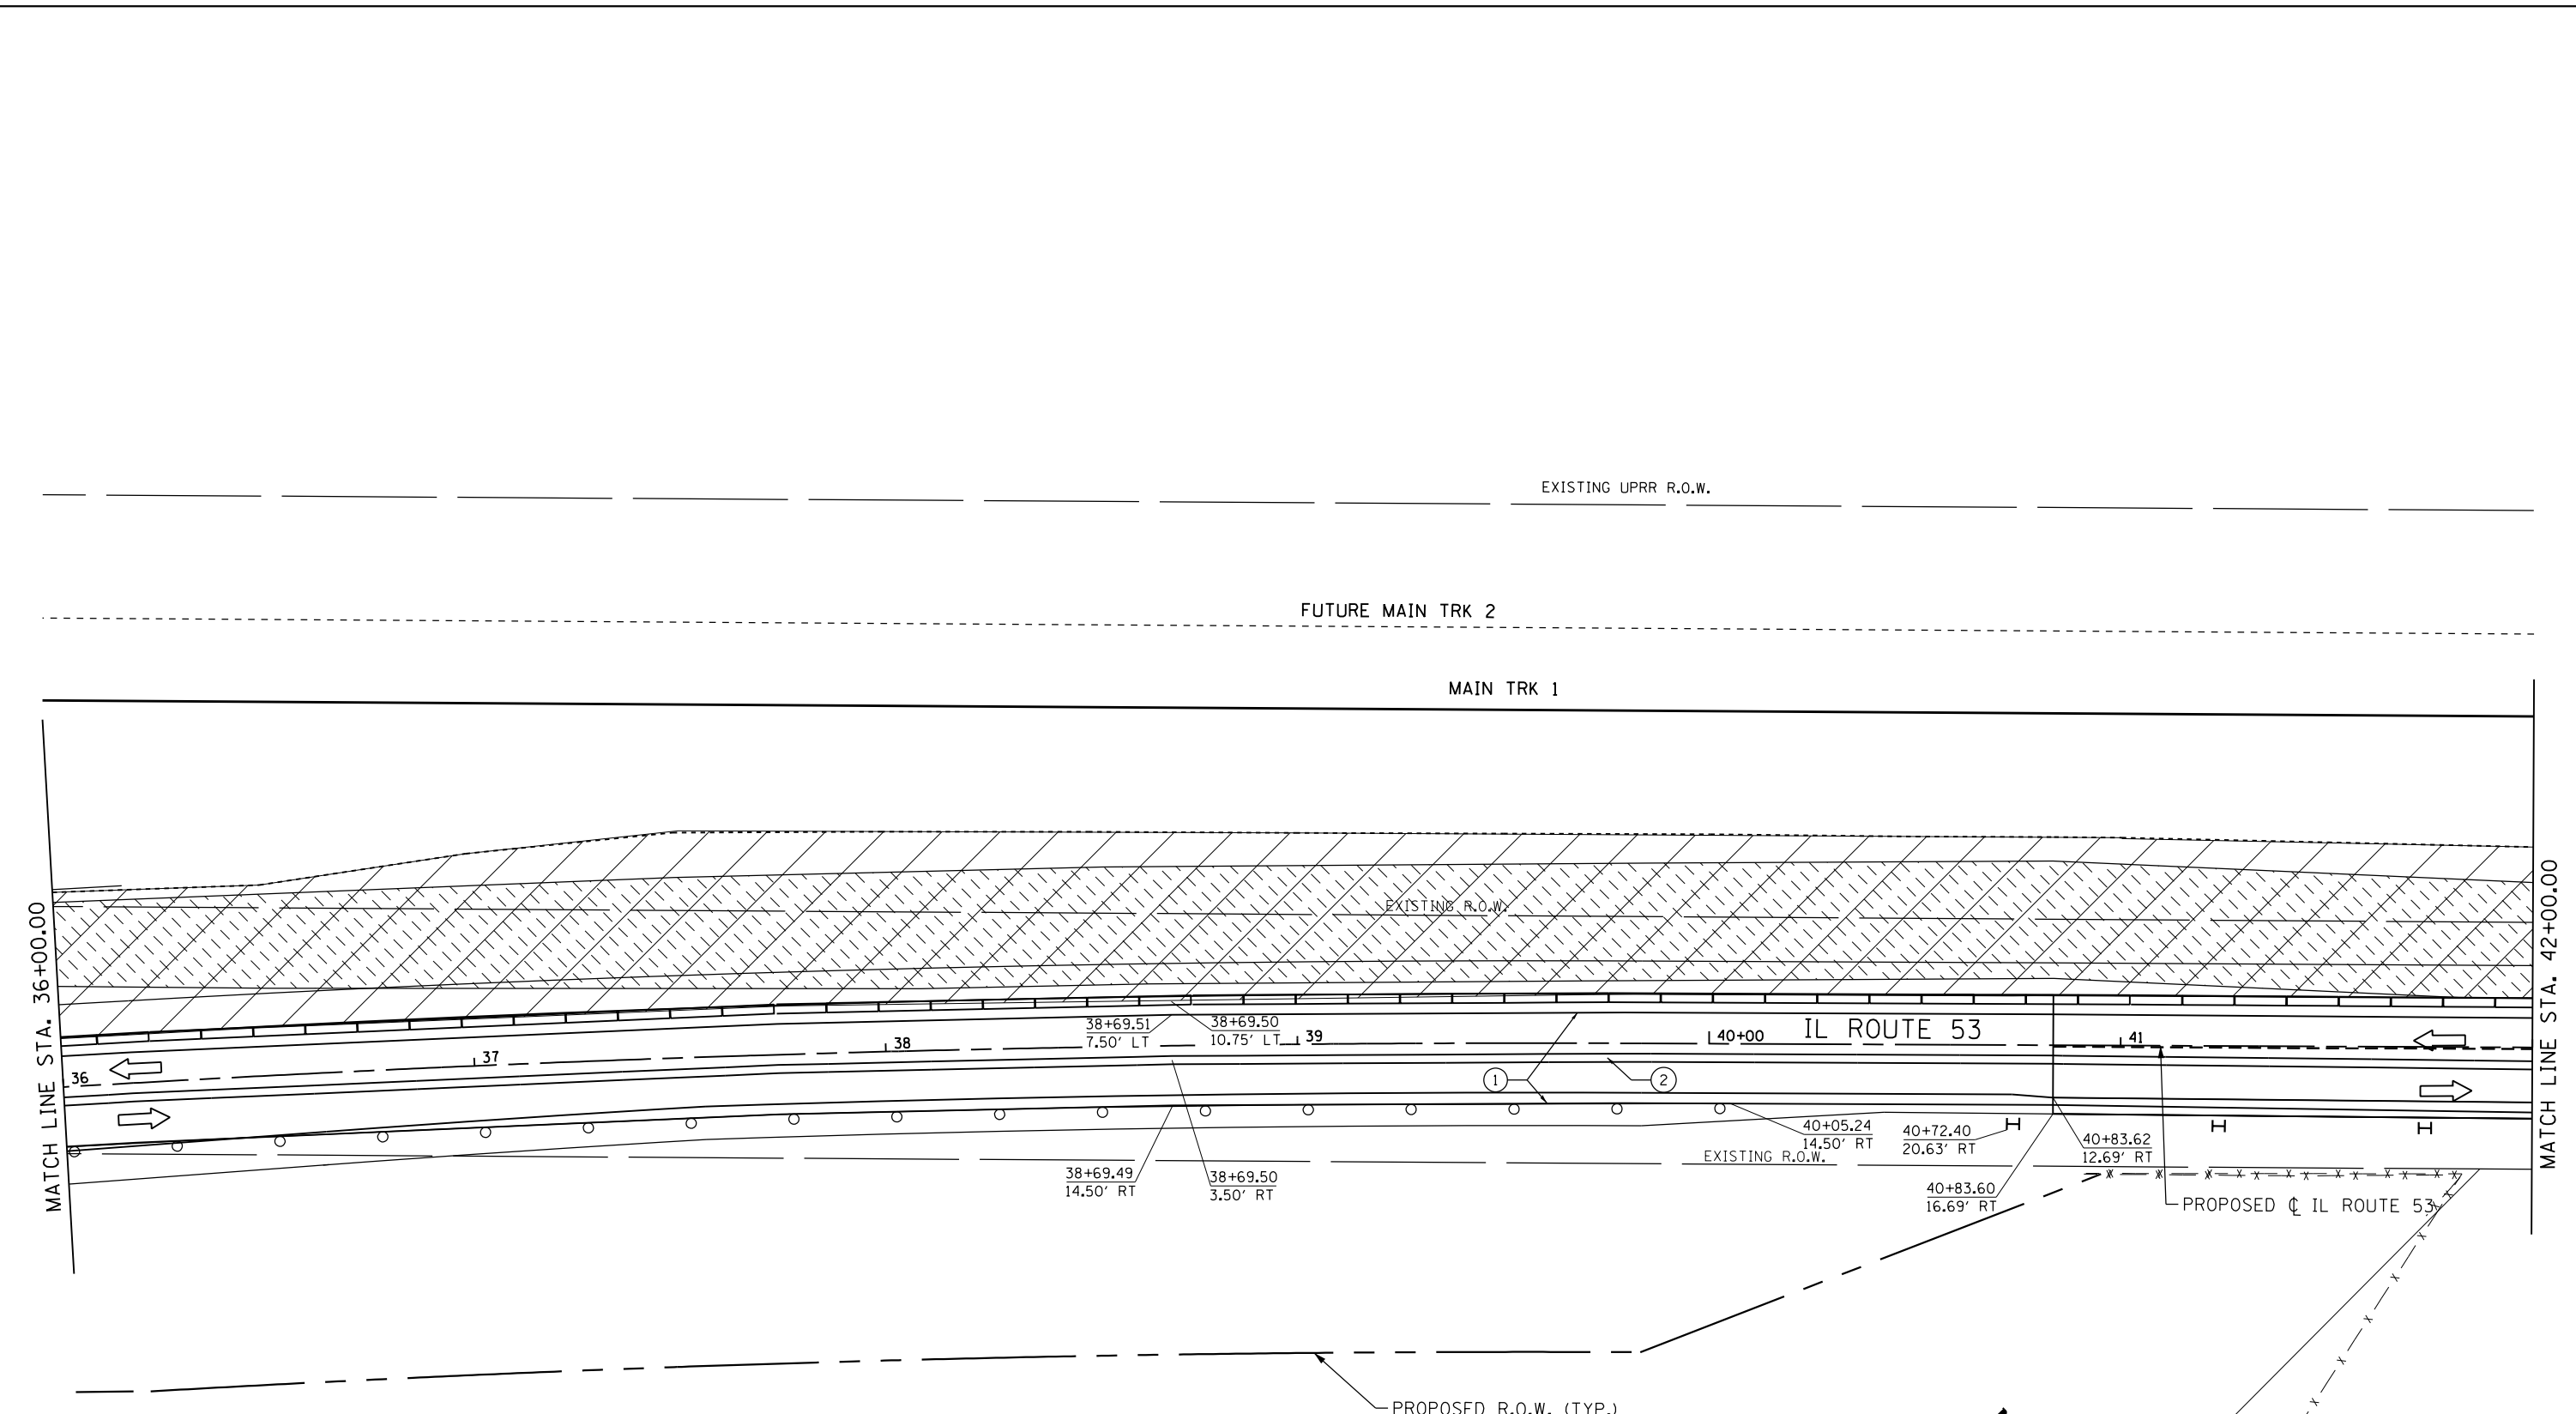 EXISTING UPRR R.O.W.
FUTURE MAIN TRK 2
MAIN TRK 1
EXISTING R.O.W.
MATCH LINE STA. 36+00.00
MATCH LINE STA. 42+00.00
38+69.51
7.50' LT
38+69.50
10.75' LT
IL ROUTE 53
36
37
38
39
40+00
41
1
2
40+05.24
14.50' RT
40+72.40
20.63' RT
40+83.62
12.69' RT
EXISTING R.O.W.
38+69.49
14.50' RT
38+69.50
3.50' RT
40+83.60
16.69' RT
PROPOSED ℄ IL ROUTE 53
PROPOSED R.O.W. (TYP.)